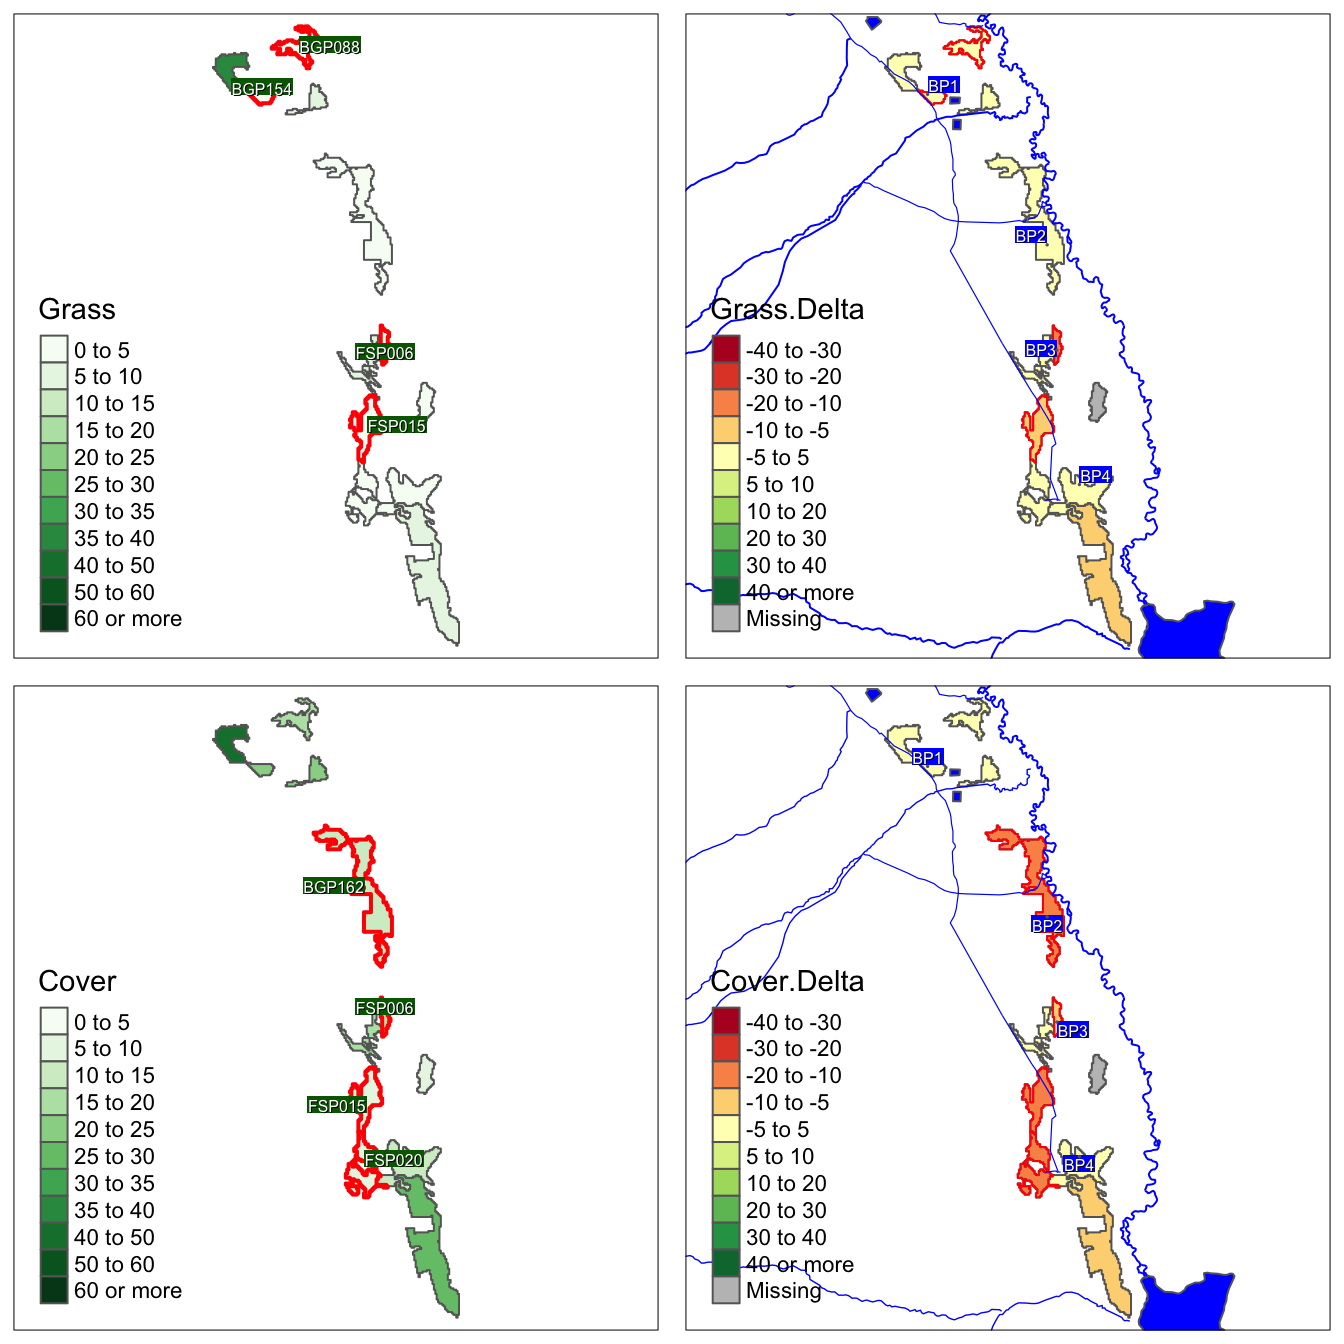 BGP088
BGP154
FSP006
FSP015
Grass
0 to 5
5 to 10
10 to 15
15 to 20
20 to 25
25 to 30
30 to 35
35 to 40
40 to 50
50 to 60
60 or more
BP1
BP2
BP3
BP4
Grass.Delta
-40 to -30
-30 to -20
-20 to -10
-10 to -5
-5 to 5
5 to 10
10 to 20
20 to 30
30 to 40
40 or more
Missing
BGP162
FSP006
FSP015
FSP020
Cover
0 to 5
5 to 10
10 to 15
15 to 20
20 to 25
25 to 30
30 to 35
35 to 40
40 to 50
50 to 60
60 or more
BP1
BP2
BP3
BP4
Cover.Delta
-40 to -30
-30 to -20
-20 to -10
-10 to -5
-5 to 5
5 to 10
10 to 20
20 to 30
30 to 40
40 or more
Missing